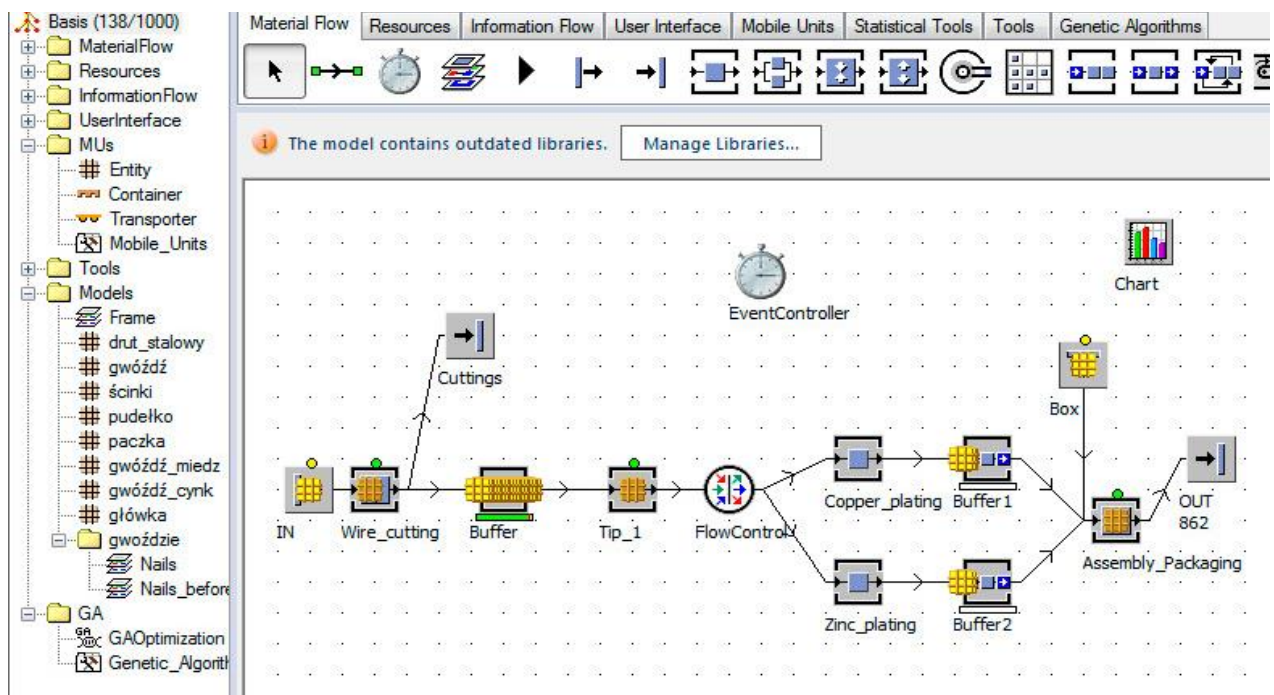 Basis (138/1000)
MaterialFlow
Resources
InformationFlow
UserInterface
MUs
Entity
Container
Transporter
Mobile_Units
Tools
Models
Frame
drut_stalowy
gwóźdź
ścinki
pudełko
paczka
gwóźdź_miedz
gwóźdź_cynk
główka
gwoździe
Nails
Nails_before
GA
GAOptimization
Genetic_Algorith
Material Flow Resources Information Flow User Interface Mobile Units Statistical Tools Tools Genetic Algorithms
The model contains outdated libraries. Manage Libraries...
Chart
EventController
Cuttings
Box
Copper_plating Buffer1
OUT
862
IN Wire_cutting Buffer Tip_1 FlowControl
Assembly_Packaging
Zinc_plating Buffer2